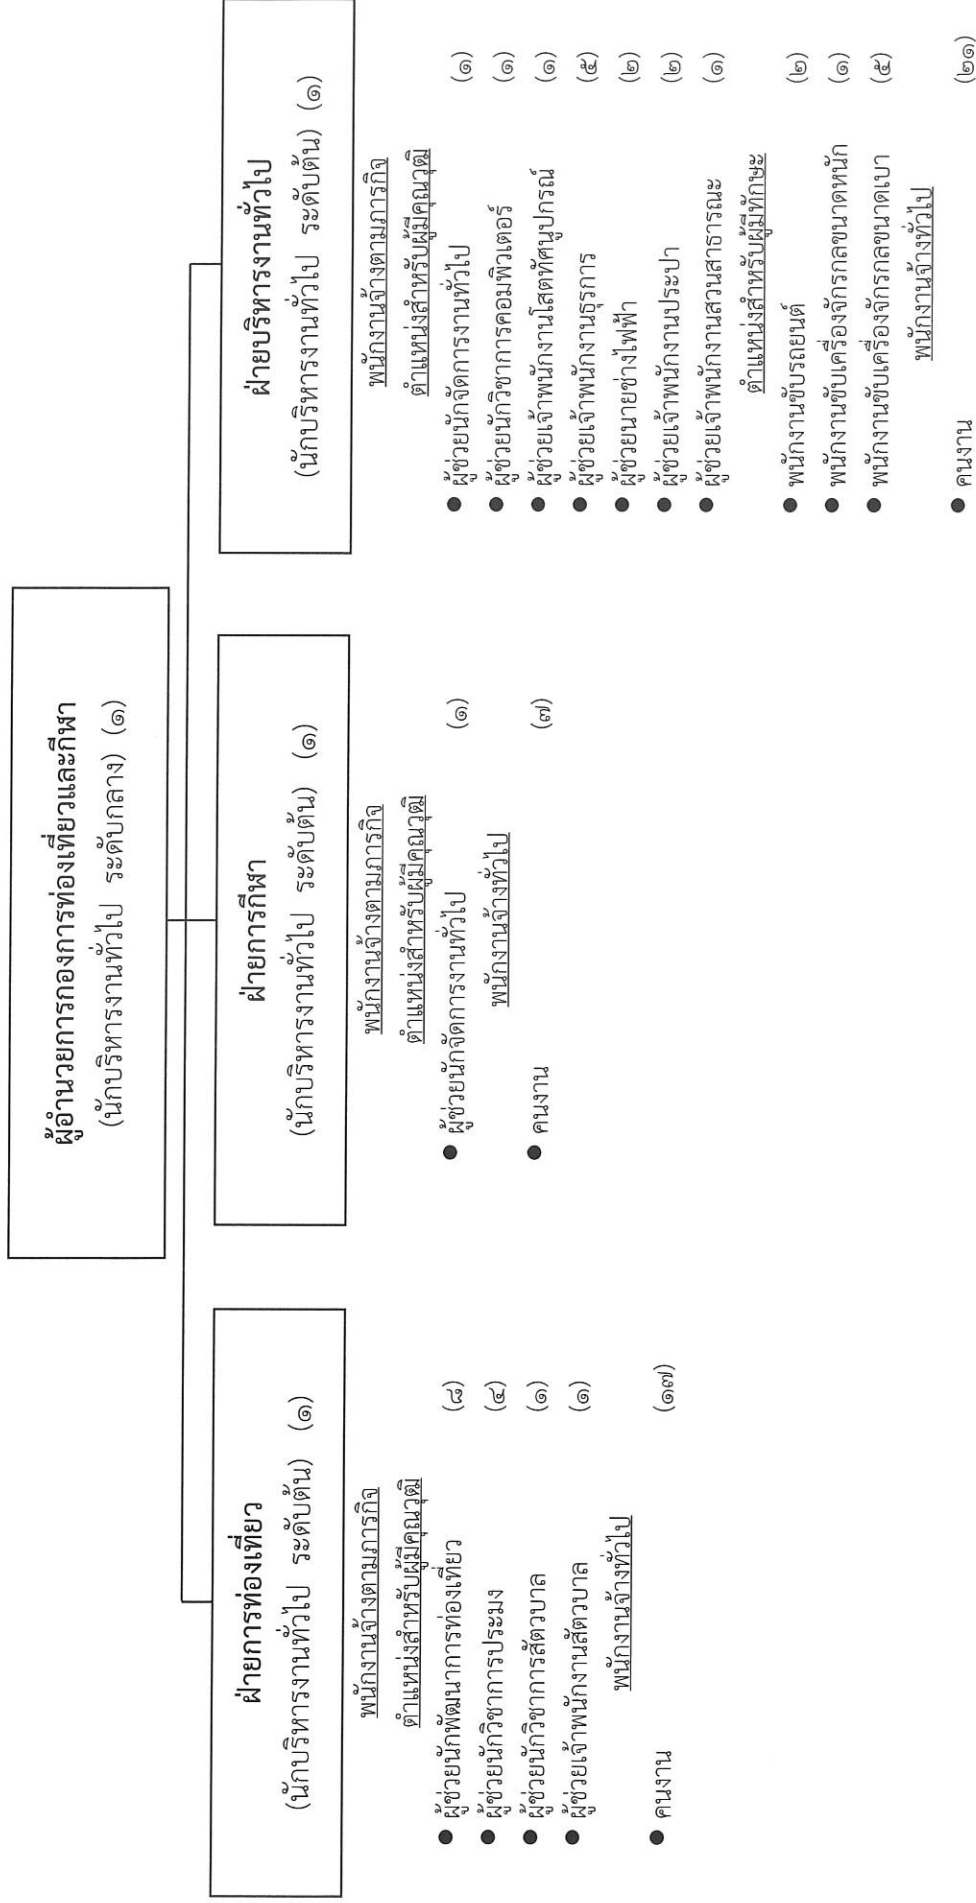 ผู้อำนวยการกองการท่องเที่ยวและกีฬา
(นักบริหารงานทั่วไป ระดับกลาง) (๑)
ฝ่ายการท่องเที่ยว
(นักบริหารงานทั่วไป ระดับต้น) (๑)
พนักงานจ้างตามภารกิจ
ตำแหน่งสำหรับผู้มีคุณวุฒิ
● ผู้ช่วยนักพัฒนาการท่องเที่ยว (๘)
● ผู้ช่วยนักวิชาการประมง (๔)
● ผู้ช่วยนักวิชาการสัตวบาล (๑)
● ผู้ช่วยเจ้าพนักงานสัตวบาล (๑)
พนักงานจ้างทั่วไป
● คนงาน (๑๗)
ฝ่ายการกีฬา
(นักบริหารงานทั่วไป ระดับต้น) (๑)
พนักงานจ้างตามภารกิจ
ตำแหน่งสำหรับผู้มีคุณวุฒิ
● ผู้ช่วยนักจัดการงานทั่วไป (๑)
พนักงานจ้างทั่วไป
● คนงาน (๗)
ฝ่ายบริหารงานทั่วไป
(นักบริหารงานทั่วไป ระดับต้น) (๑)
พนักงานจ้างตามภารกิจ
ตำแหน่งสำหรับผู้มีคุณวุฒิ
● ผู้ช่วยนักจัดการงานทั่วไป (๑)
● ผู้ช่วยนักวิชาการคอมพิวเตอร์ (๑)
● ผู้ช่วยเจ้าพนักงานโสตทัศนูปกรณ์ (๑)
● ผู้ช่วยเจ้าพนักงานธุรการ (๕)
● ผู้ช่วยนายช่างไฟฟ้า (๒)
● ผู้ช่วยเจ้าพนักงานประปา (๒)
● ผู้ช่วยเจ้าพนักงานสวนสาธารณะ (๑)
ตำแหน่งสำหรับผู้มีทักษะ
● พนักงานขับรถยนต์ (๒)
● พนักงานขับเครื่องจักรกลขนาดหนัก (๑)
● พนักงานขับเครื่องจักรกลขนาดเบา (๕)
พนักงานจ้างทั่วไป
● คนงาน (๒๑)